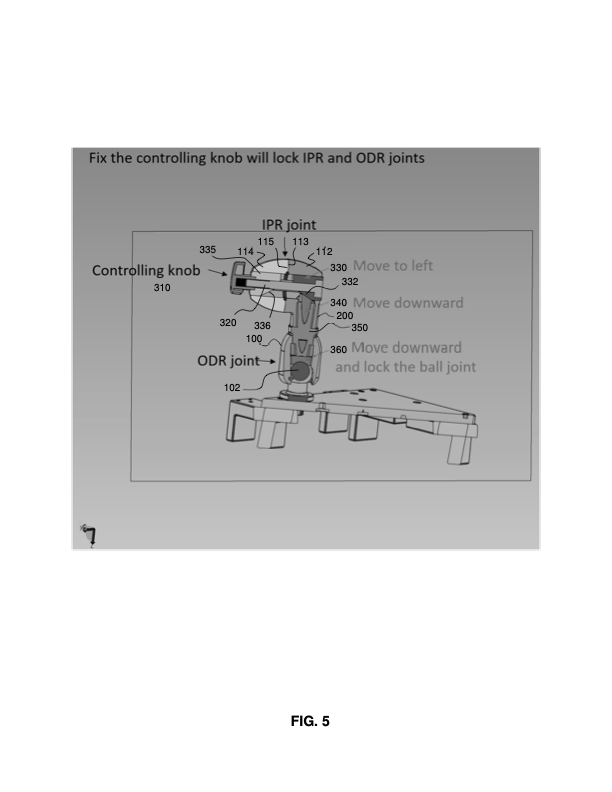 Fix the controlling knob will lock IPR and ODR joints
IPR joint
115
113
335
114
112
Controlling knob
330 Move to left
332
310
340 Move downward
320
336
200
350
100
ODR joint
360 Move downward
and lock the ball joint
102
FIG. 5